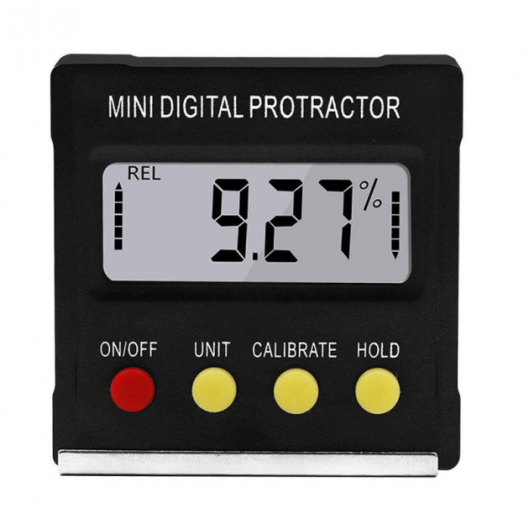 MINI DIGITAL PROTRACTOR
REL
9.27%
ON/OFF UNIT CALIBRATE HOLD